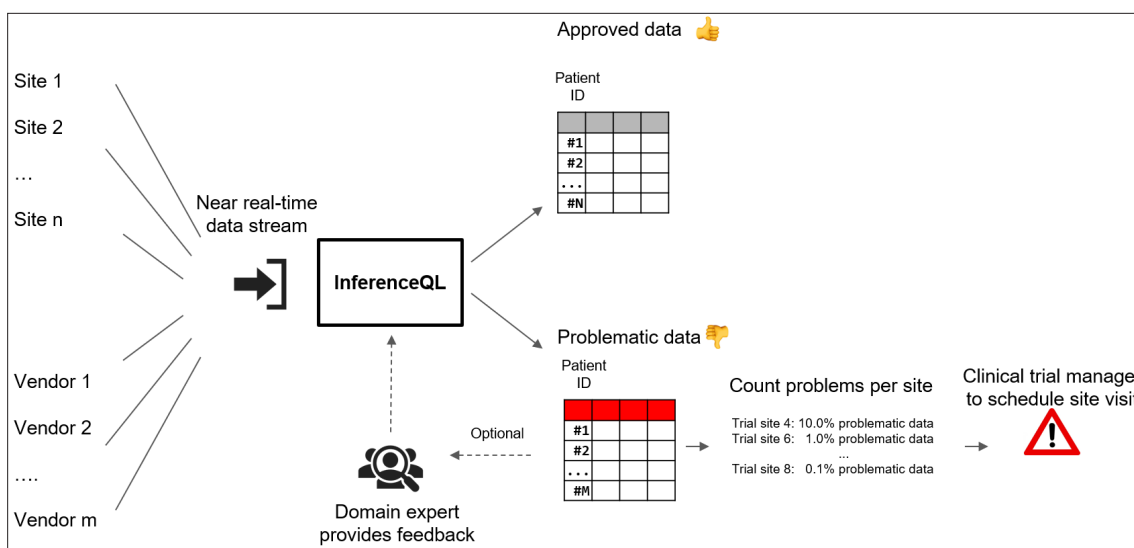 Approved data
Site 1
Site 2
…
Site n
Near real-time
data stream
InferenceQL
Patient
ID
#1
#2
...
#N
Problematic data
Patient
ID
#1
#2
...
#M
Vendor 1
Vendor 2
....
Vendor m
Optional
Domain expert
provides feedback
Count problems per site
Trial site 4: 10.0% problematic data
Trial site 6: 1.0% problematic data
...
Trial site 8: 0.1% problematic data
Clinical trial manage
to schedule site visi